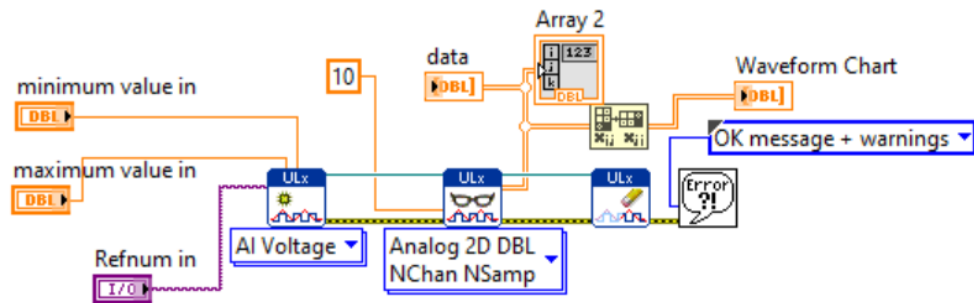 Array 2
data
10
i
123
j
k
DBL
DBL]
Waveform Chart
DBL]
minimum value in
DBL
OK message + warnings
maximum value in
DBL
ULx
ULx
ULx
Error
?!
AI Voltage
Analog 2D DBL
NChan NSamp
Refnum in
I/O